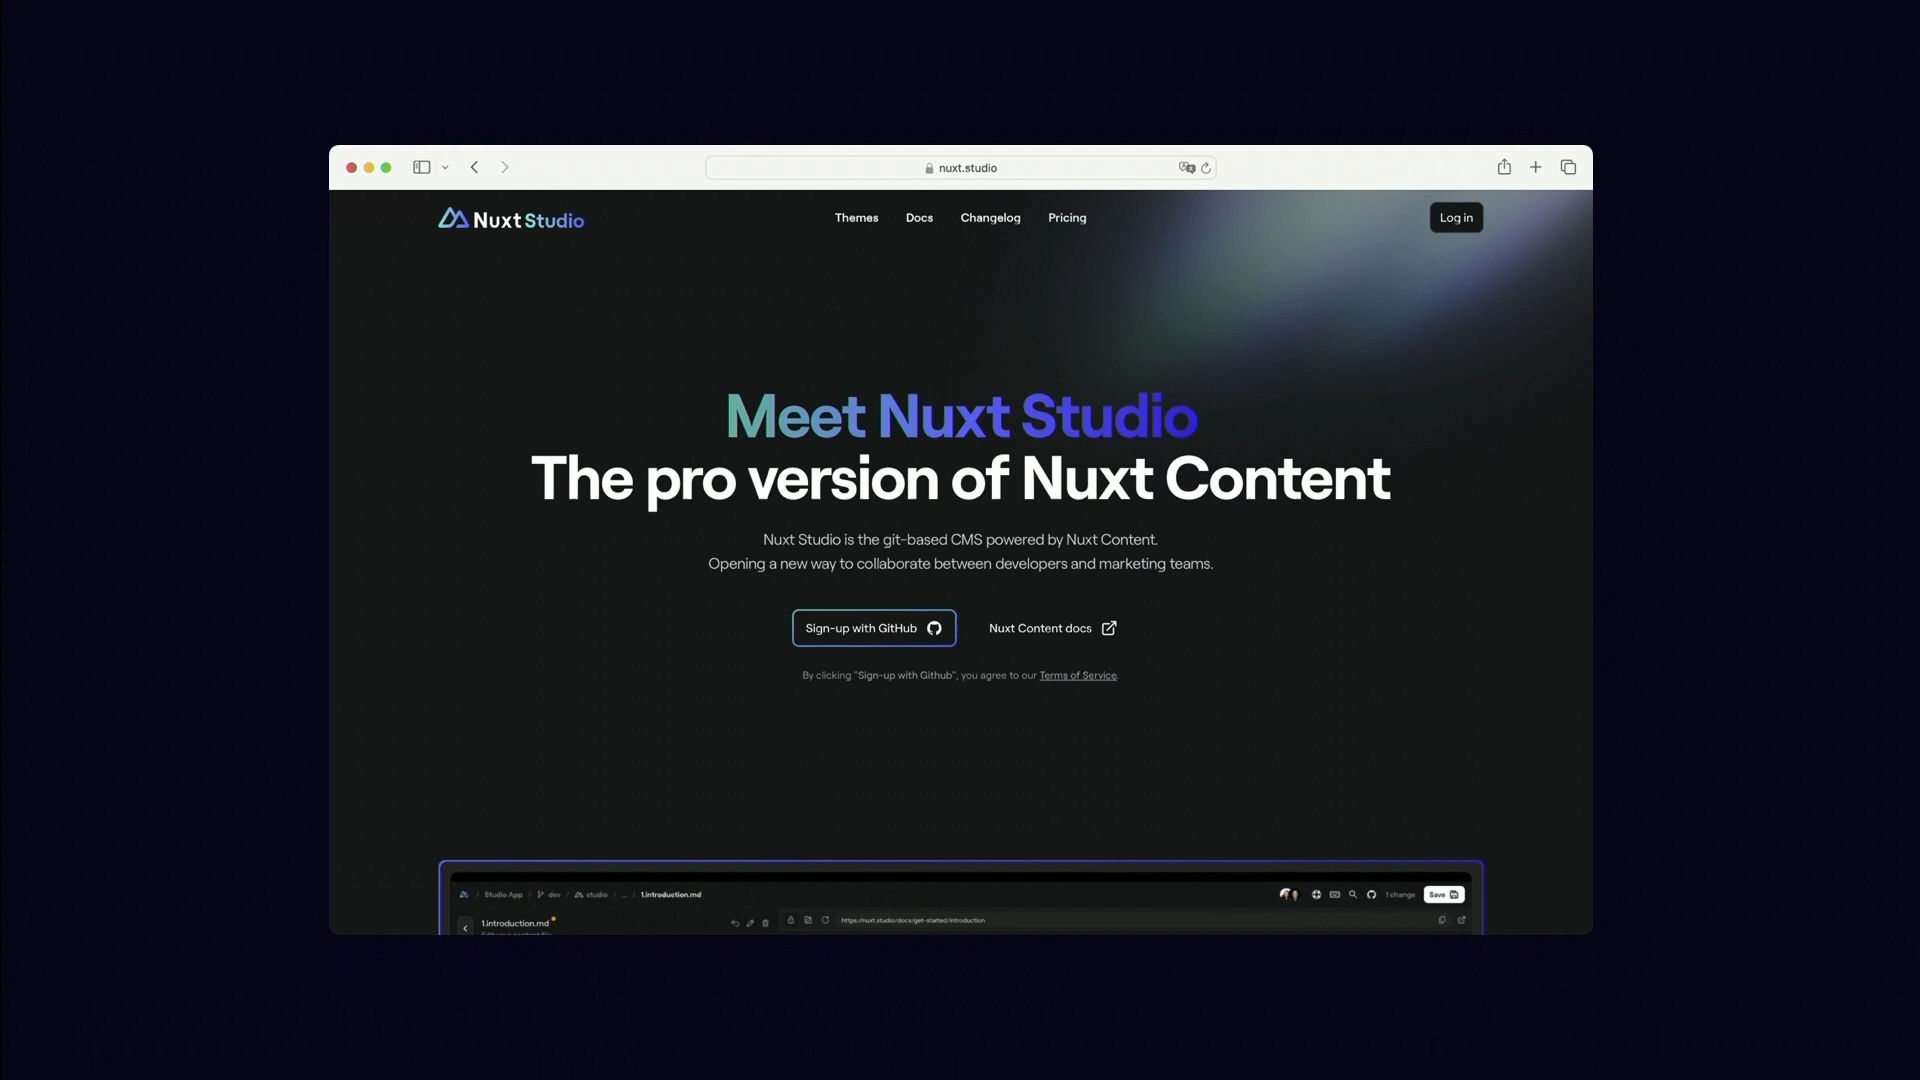 nuxt.studio
Nuxt Studio
Themes
Docs
Changelog
Pricing
Log in
Meet Nuxt Studio
The pro version of Nuxt Content
Nuxt Studio is the git-based CMS powered by Nuxt Content.
Opening a new way to collaborate between developers and marketing teams.
Sign-up with GitHub
Nuxt Content docs
By clicking "Sign-up with Github", you agree to our Terms of Service.
/ Studio App / dev / studio / ... / 1.introduction.md
1 change
Save
1.introduction.md
https://nuxt.studio/docs/get-started/introduction